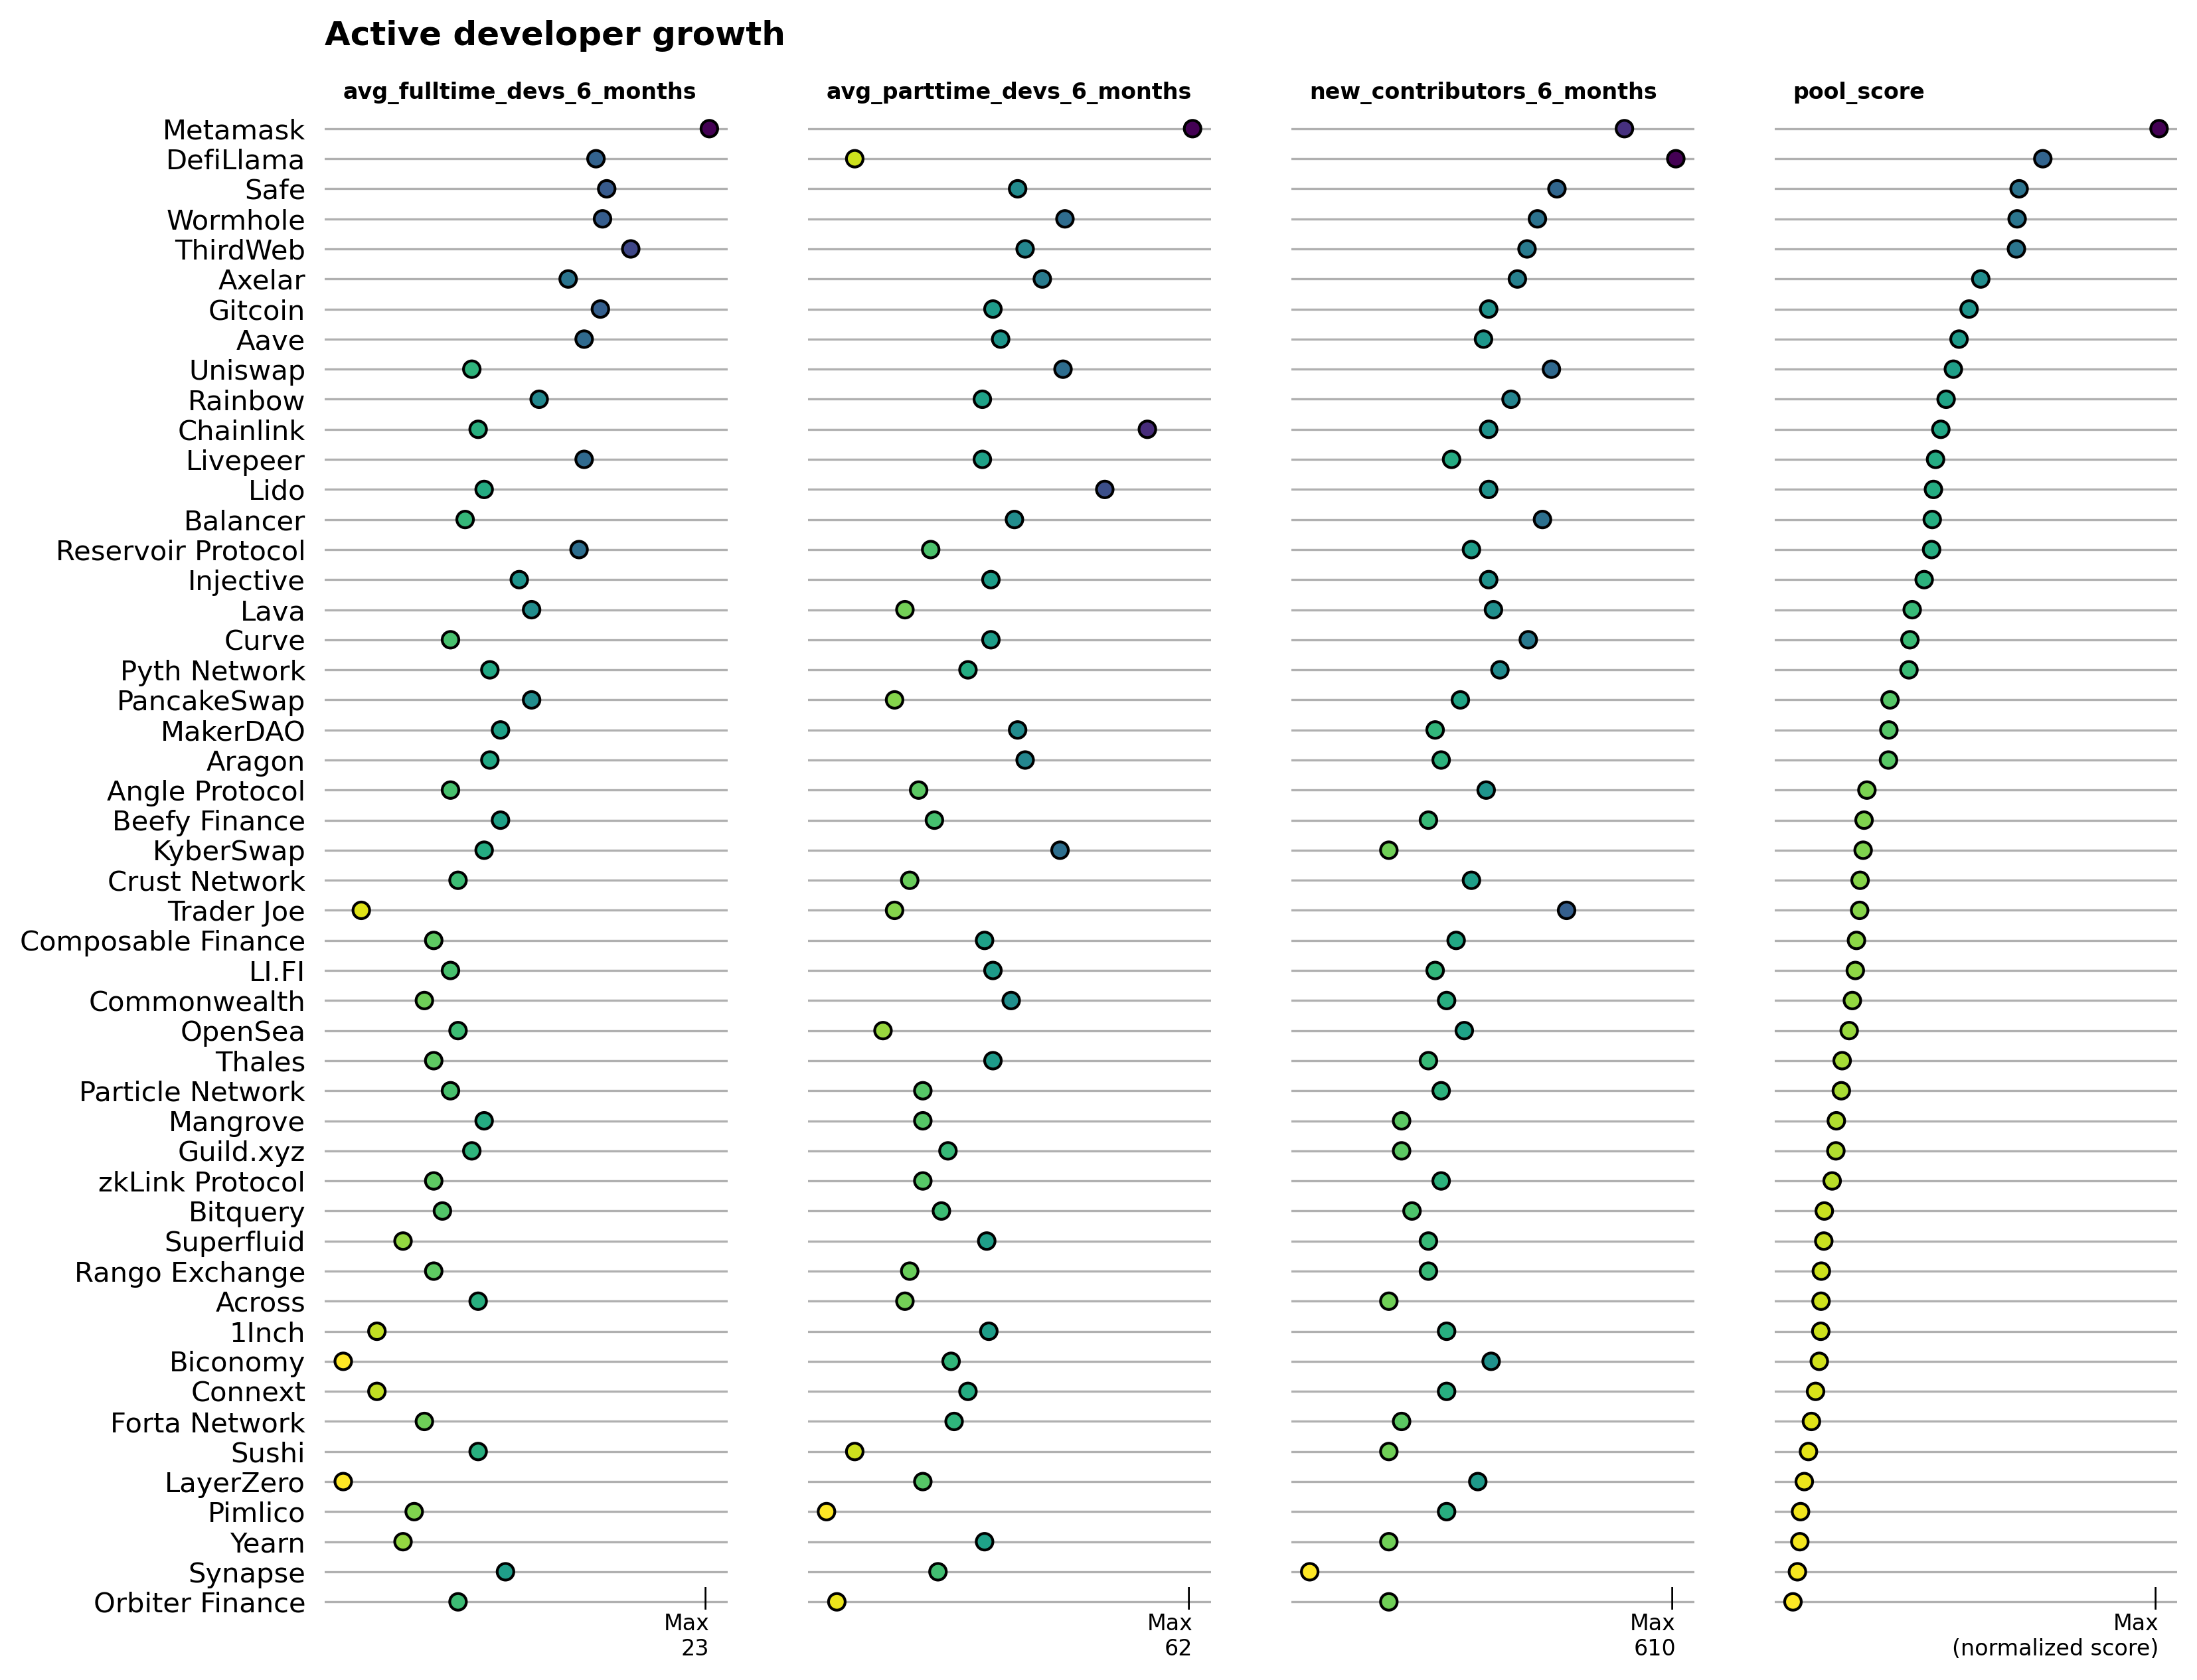 Active developer growth
avg_fulltime_devs_6_months
avg_parttime_devs_6_months
new_contributors_6_months
pool_score
Metamask
DefiLlama
Safe
Wormhole
ThirdWeb
Axelar
Gitcoin
Aave
Uniswap
Rainbow
Chainlink
Livepeer
Lido
Balancer
Reservoir Protocol
Injective
Lava
Curve
Pyth Network
PancakeSwap
MakerDAO
Aragon
Angle Protocol
Beefy Finance
KyberSwap
Crust Network
Trader Joe
Composable Finance
LI.FI
Commonwealth
OpenSea
Thales
Particle Network
Mangrove
Guild.xyz
zkLink Protocol
Bitquery
Superfluid
Rango Exchange
Across
1Inch
Biconomy
Connext
Forta Network
Sushi
LayerZero
Pimlico
Yearn
Synapse
Orbiter Finance
Max
23
Max
62
Max
610
Max
(normalized score)